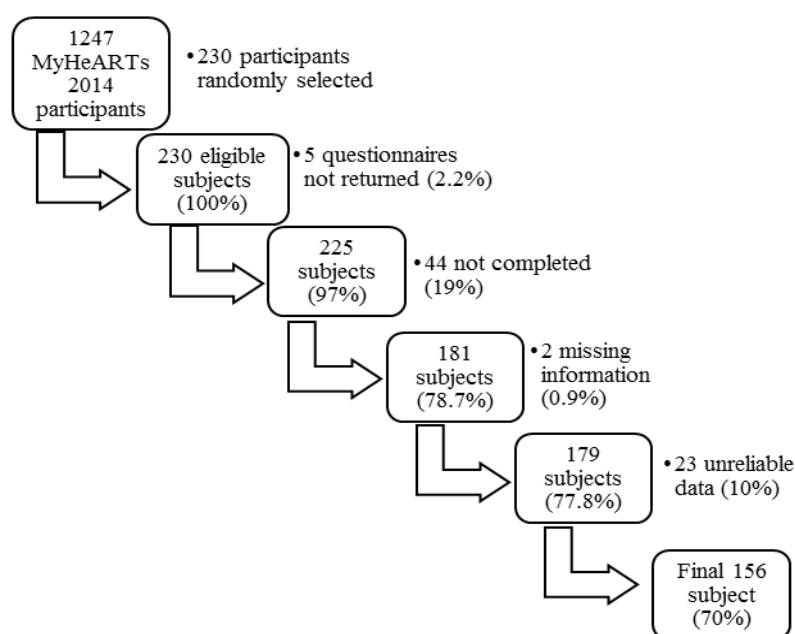 1247
MyHeARTs
2014
participants
•230 participants
randomly selected
230 eligible
subjects
(100%)
•5 questionnaires
not returned (2.2%)
225
subjects
(97%)
•44 not completed
(19%)
181
subjects
(78.7%)
•2 missing
information
(0.9%)
179
subjects
(77.8%)
•23 unreliable
data (10%)
Final 156
subject
(70%)